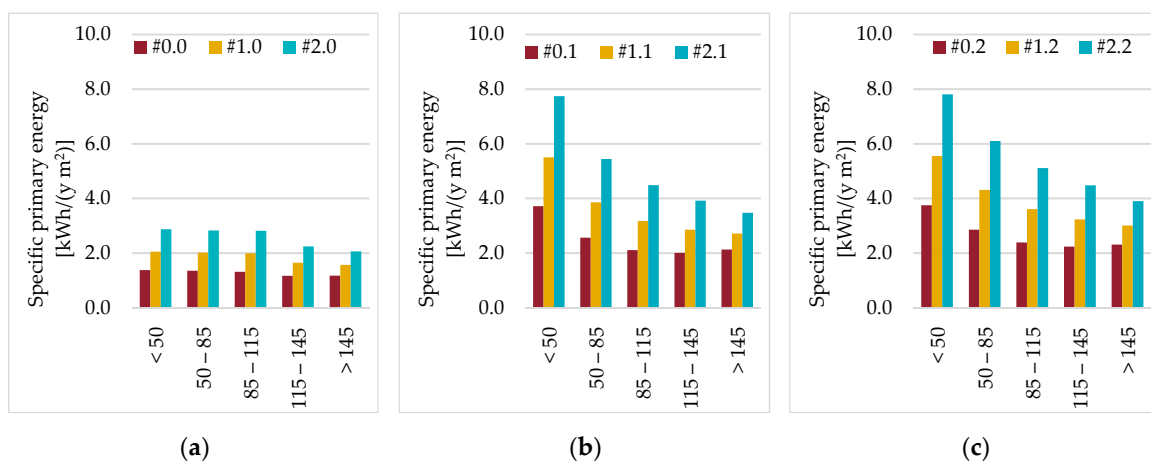 Specific primary energy
[kWh/(y m²)]
10.0
8.0
6.0
4.0
2.0
0.0
#0.0 #1.0 #2.0
< 50
50 – 85
85 – 115
115 – 145
> 145
(a)
Specific primary energy
[kWh/(y m²)]
10.0
8.0
6.0
4.0
2.0
0.0
#0.1 #1.1 #2.1
< 50
50 – 85
85 – 115
115 – 145
> 145
(b)
Specific primary energy
[kWh/(y m²)]
10.0
8.0
6.0
4.0
2.0
0.0
#0.2 #1.2 #2.2
< 50
50 – 85
85 – 115
115 – 145
> 145
(c)